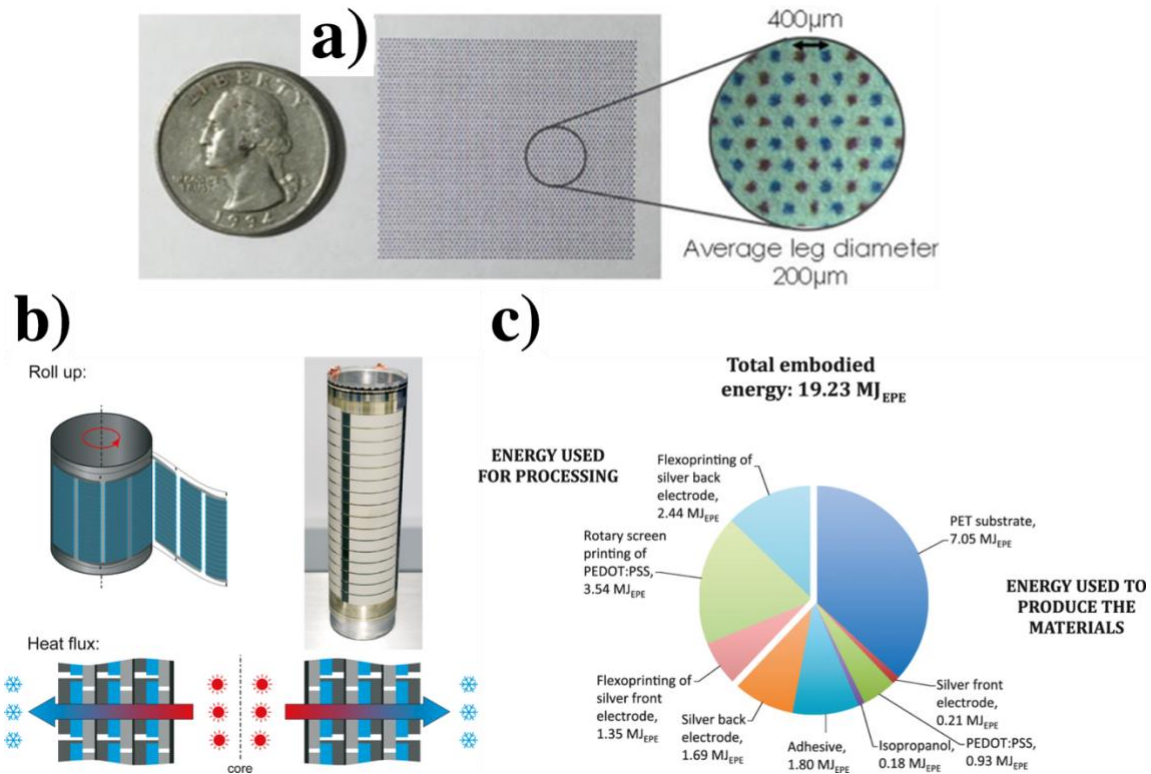 a)
LIBERTY
1994
400µm
Average leg diameter
200µm
b)
Roll up:
Heat flux:
core
c)
Total embodied
energy: 19.23 MJEPE
ENERGY USED
FOR PROCESSING
Flexoprinting of
silver back
electrode,
2.44 MJEPE
Rotary screen
printing of
PEDOT:PSS,
3.54 MJEPE
Flexoprinting of
silver front
electrode,
1.35 MJEPE
Silver back
electrode,
1.69 MJEPE
Adhesive,
1.80 MJEPE
Isopropanol,
0.18 MJEPE
PEDOT:PSS,
0.93 MJEPE
Silver front
electrode,
0.21 MJEPE
PET substrate,
7.05 MJEPE
ENERGY USED TO
PRODUCE THE
MATERIALS